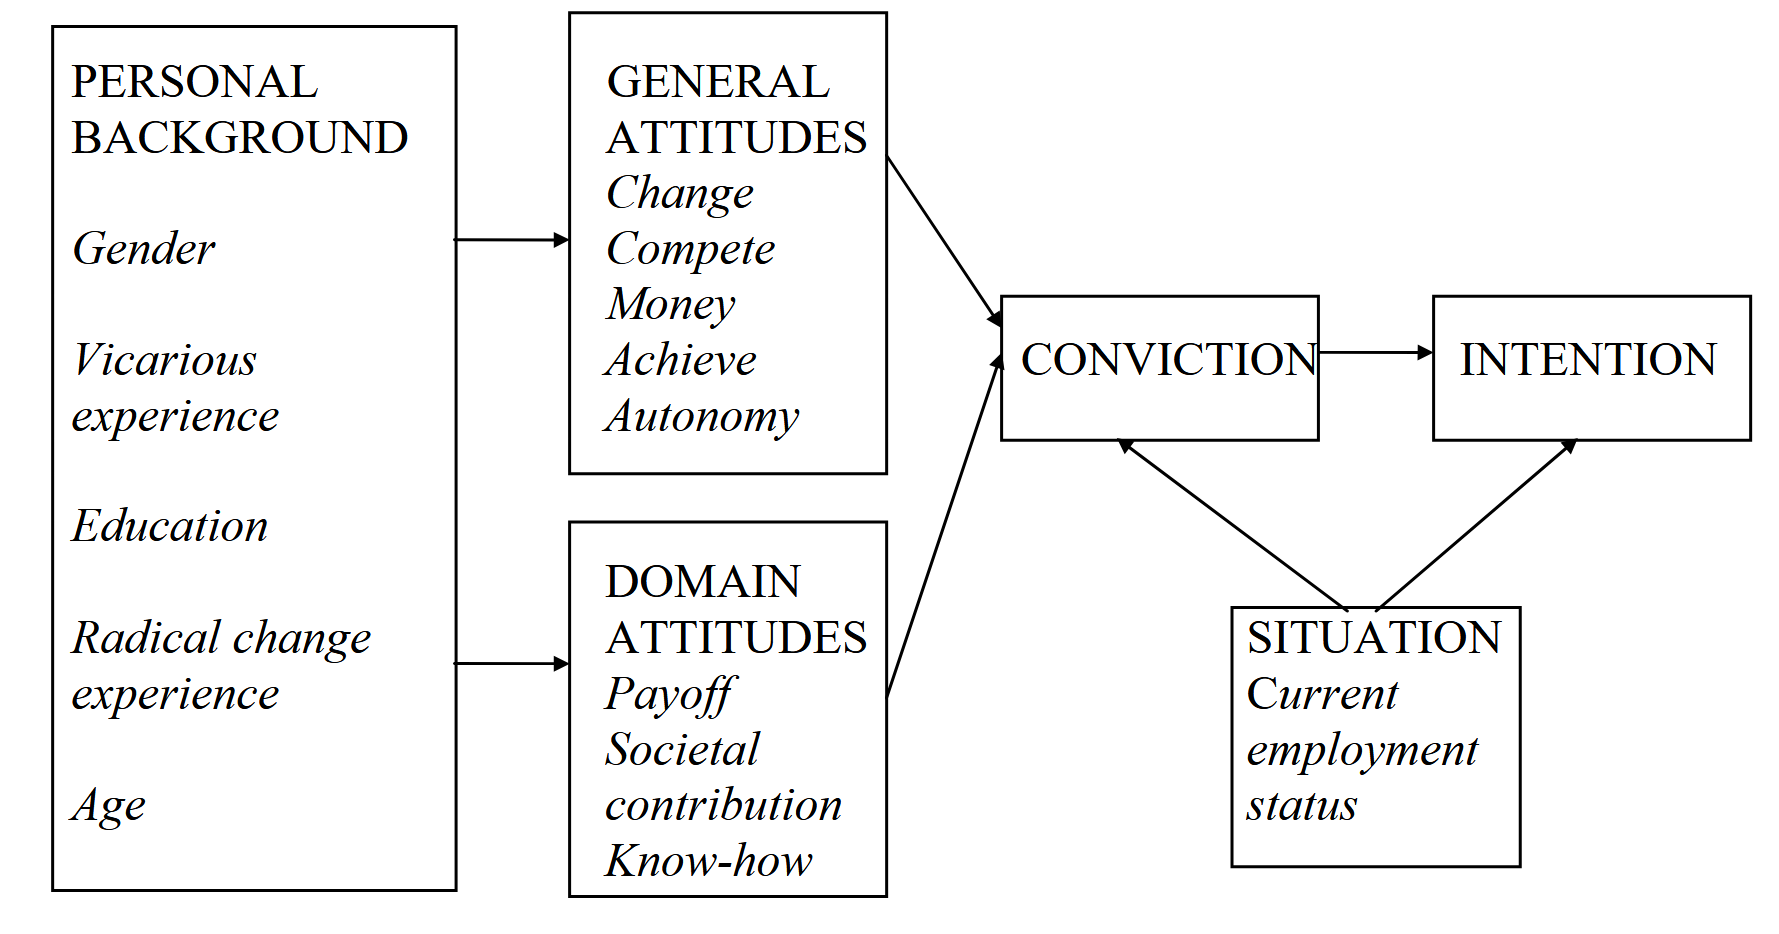 PERSONAL
BACKGROUND
Gender
Vicarious
experience
Education
Radical change
experience
Age
GENERAL
ATTITUDES
Change
Compete
Money
Achieve
Autonomy
DOMAIN
ATTITUDES
Payoff
Societal
contribution
Know-how
CONVICTION
INTENTION
SITUATION
Current
employment
status